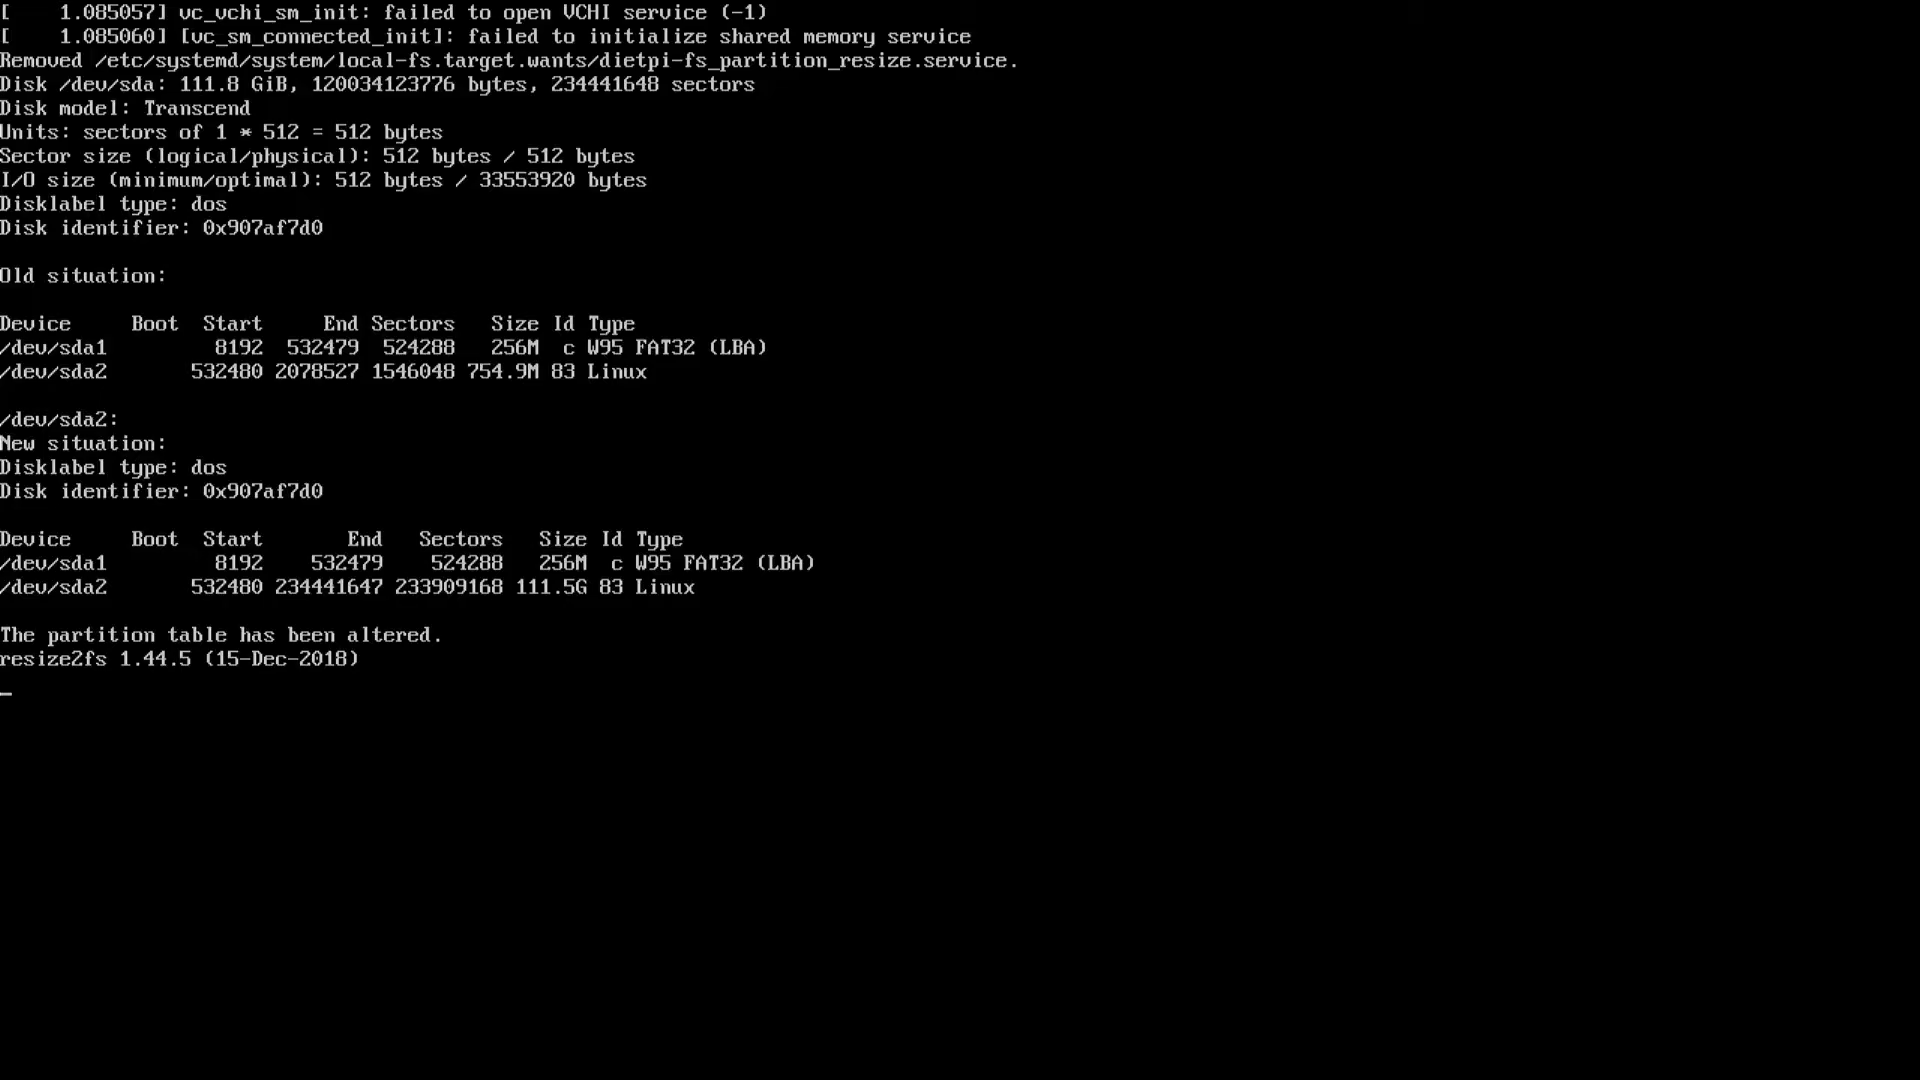 [    1.085057] vc_vchi_sm_init: failed to open VCHI service (-1)
[    1.085060] [vc_sm_connected_init]: failed to initialize shared memory service
Removed /etc/systemd/system/local-fs.target.wants/dietpi-fs_partition_resize.service.
Disk /dev/sda: 111.8 GiB, 120034123776 bytes, 234441648 sectors
Disk model: Transcend
Units: sectors of 1 * 512 = 512 bytes
Sector size (logical/physical): 512 bytes / 512 bytes
I/O size (minimum/optimal): 512 bytes / 33553920 bytes
Disklabel type: dos
Disk identifier: 0x907af7d0
Old situation:
Device     Boot  Start     End Sectors   Size Id Type
/dev/sda1         8192  532479  524288   256M  c W95 FAT32 (LBA)
/dev/sda2       532480 2078527 1546048 754.9M 83 Linux
/dev/sda2:
New situation:
Disklabel type: dos
Disk identifier: 0x907af7d0
Device     Boot  Start       End   Sectors   Size Id Type
/dev/sda1         8192    532479    524288   256M  c W95 FAT32 (LBA)
/dev/sda2       532480 234441647 233909168 111.5G 83 Linux
The partition table has been altered.
resize2fs 1.44.5 (15-Dec-2018)